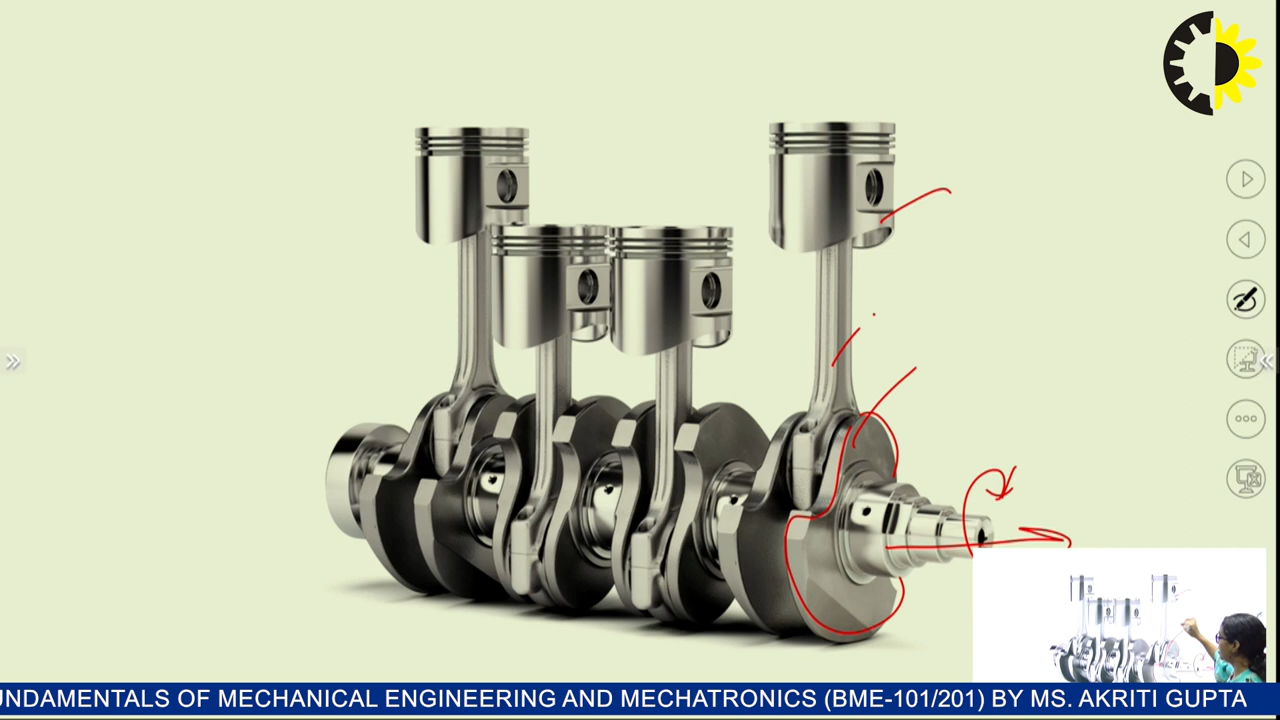 UNDAMENTALS OF MECHANICAL ENGINEERING AND MECHATRONICS (BME-101/201) BY MS. AKRITI GUPTA